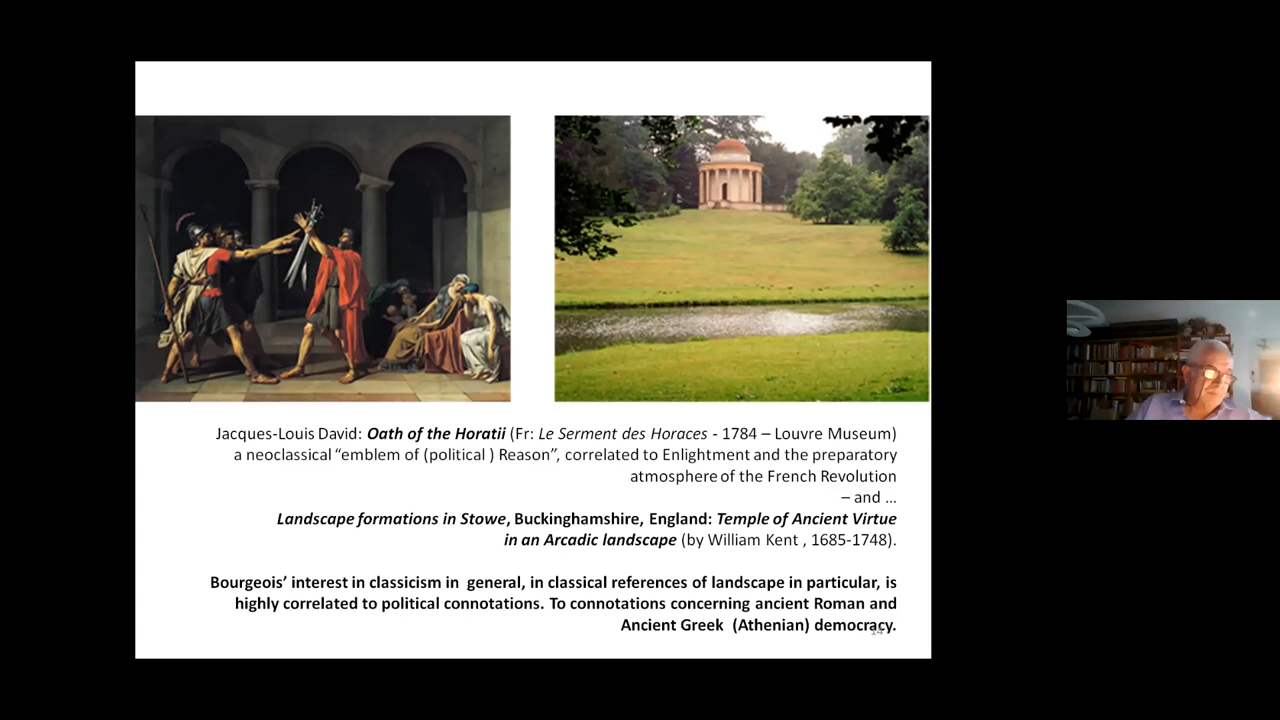 Jacques-Louis David: Oath of the Horatii (Fr: Le Serment des Horaces - 1784 – Louvre Museum)
a neoclassical “emblem of (political ) Reason”, correlated to Enlightment and the preparatory
atmosphere of the French Revolution
– and …
Landscape formations in Stowe, Buckinghamshire, England: Temple of Ancient Virtue
in an Arcadic landscape (by William Kent , 1685-1748).
Bourgeois’ interest in classicism in general, in classical references of landscape in particular, is
highly correlated to political connotations. To connotations concerning ancient Roman and
Ancient Greek (Athenian) democracy.
14